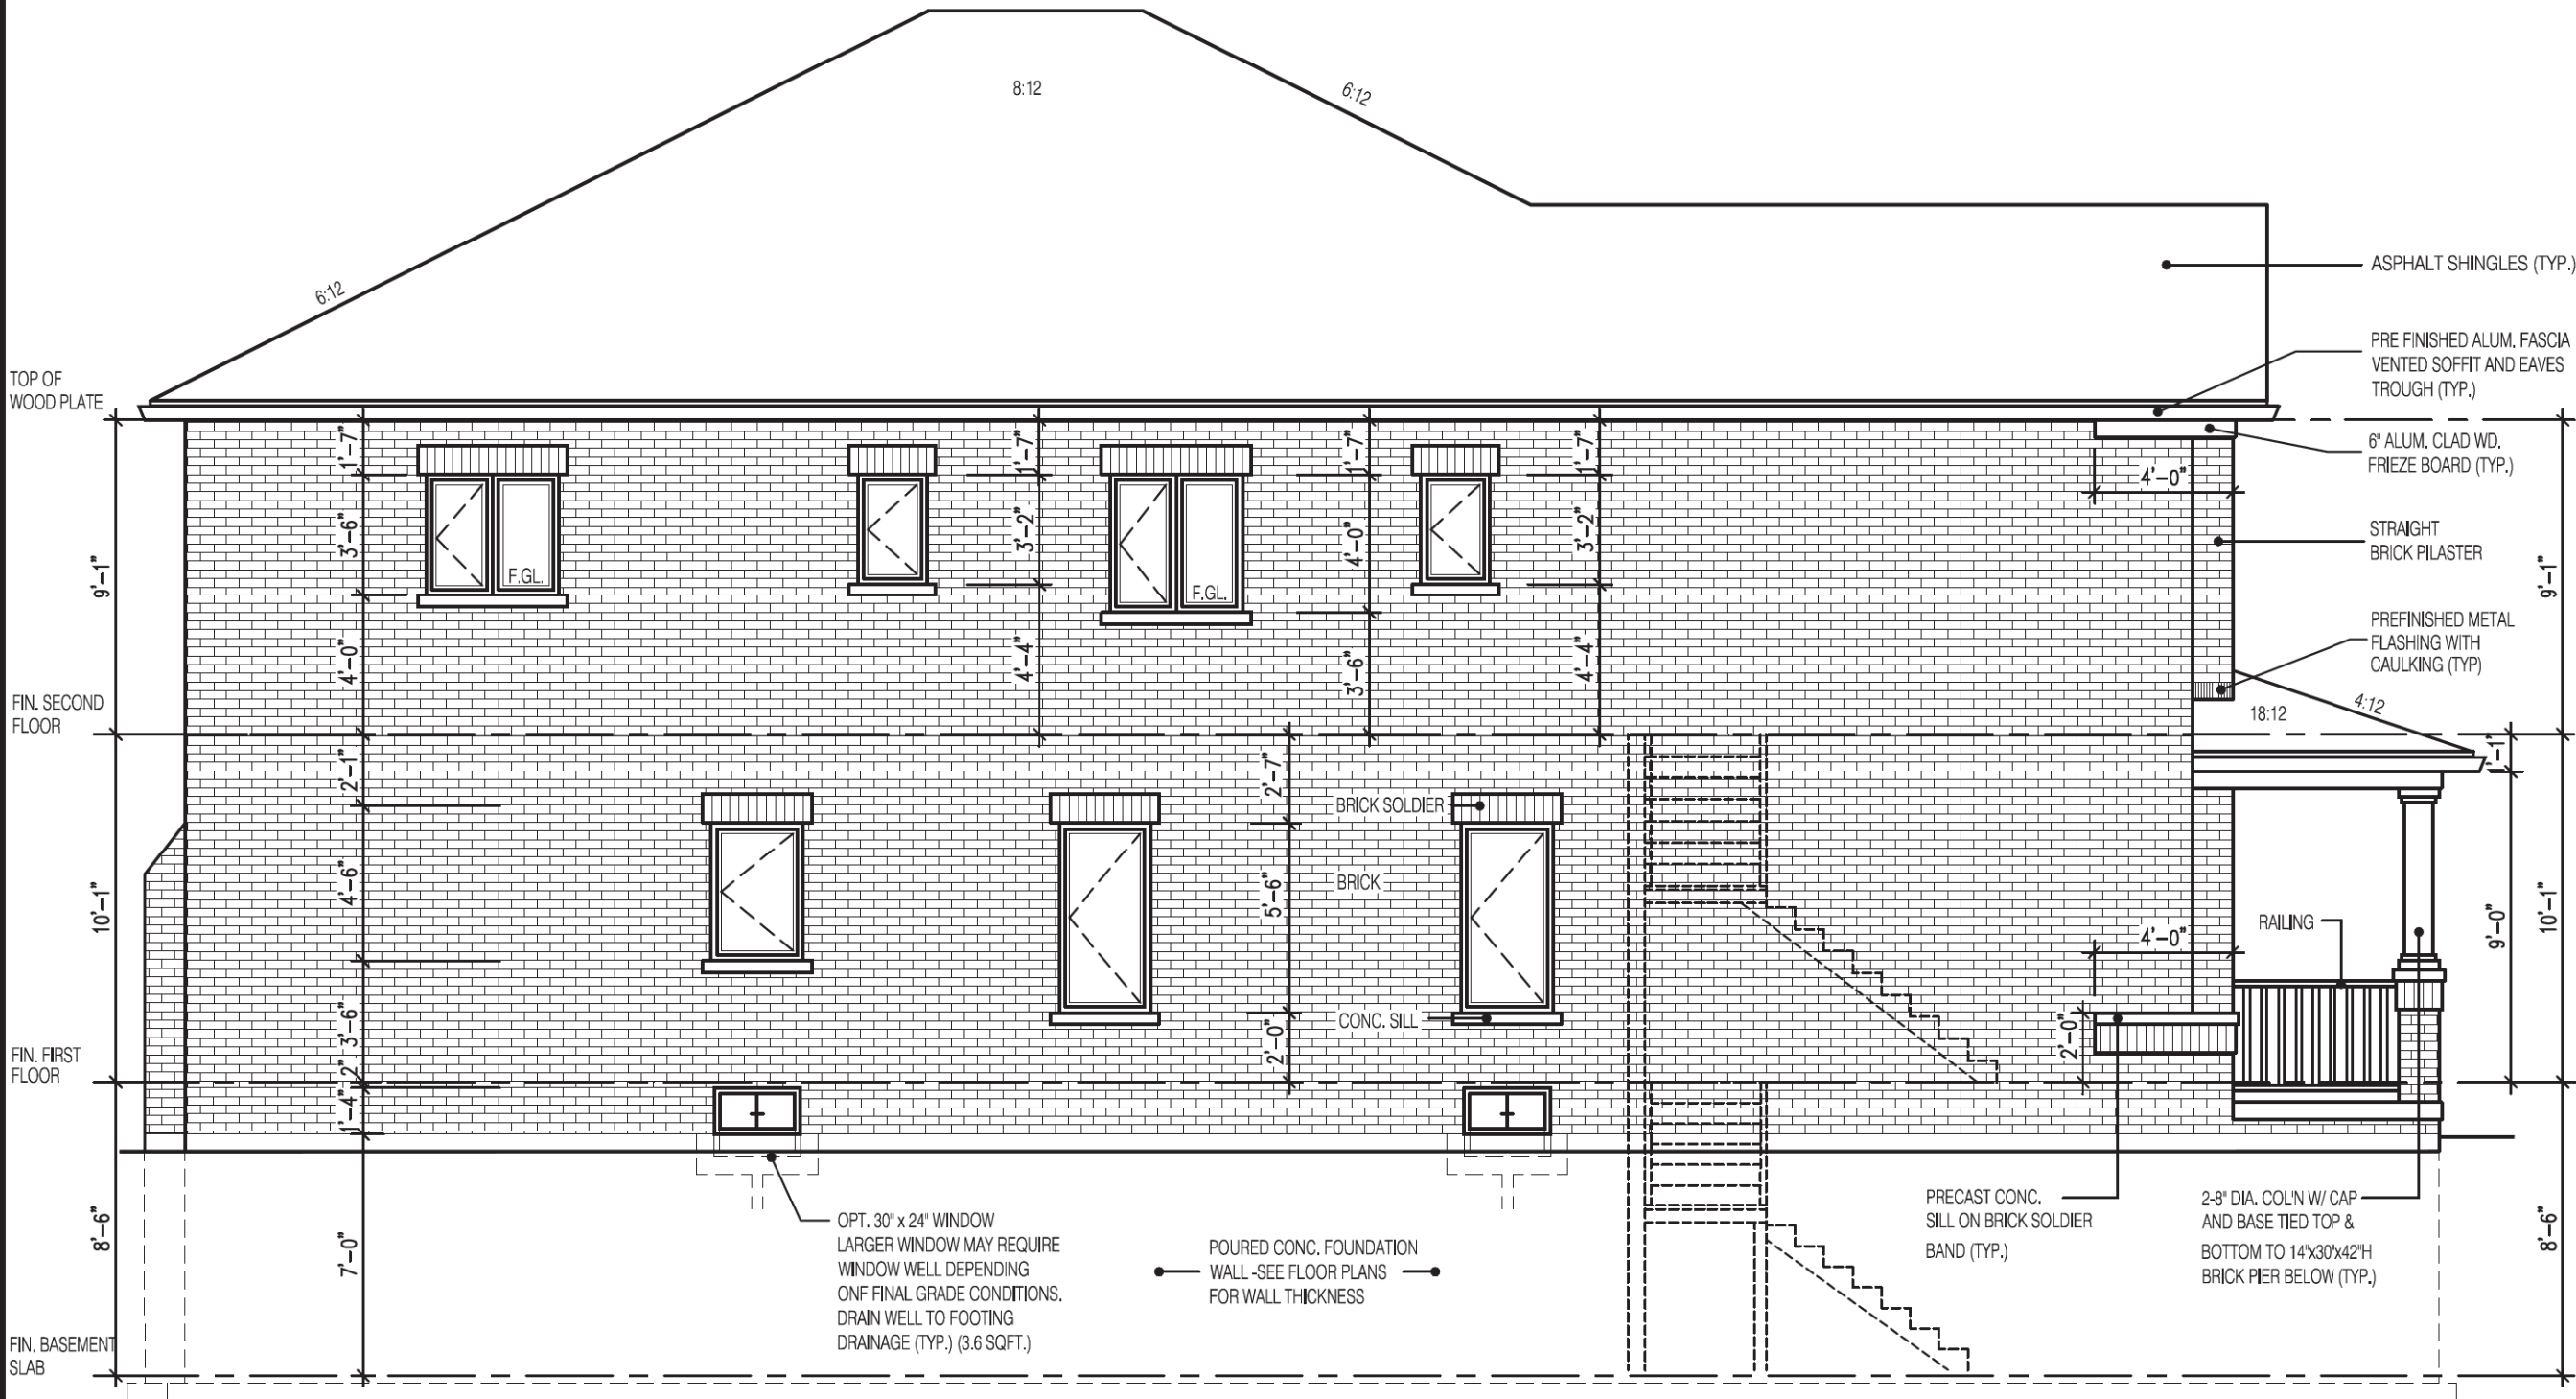 8:12
6:12
6:12
ASPHALT SHINGLES (TYP.)
PRE FINISHED ALUM. FASCIA
VENTED SOFFIT AND EAVES
TROUGH (TYP.)
TOP OF
WOOD PLATE
6" ALUM. CLAD WD.
FRIEZE BOARD (TYP.)
1'-7"
1'-7"
1'-7"
1'-7"
4'-0"
3'-6"
3'-2"
4'-0"
3'-2"
STRAIGHT
BRICK PILASTER
9'-1"
F.GL.
F.GL.
9'-1"
PREFINISHED METAL
FLASHING WITH
CAULKING (TYP)
4'-0"
4'-4"
3'-6"
4'-4"
FIN. SECOND
FLOOR
18:12
4:12
2'-1"
2'-7"
'-1"
BRICK SOLDIER
4'-6"
5'-6"
BRICK
10'-1"
RAILING
9'-0"
10'-1"
4'-0"
3'-6"
CONC. SILL
2'-0"
2'-0"
FIN. FIRST
FLOOR
2"
1'-4"
8'-6"
7'-0"
OPT. 30" x 24" WINDOW
LARGER WINDOW MAY REQUIRE
WINDOW WELL DEPENDING
ONF FINAL GRADE CONDITIONS.
DRAIN WELL TO FOOTING
DRAINAGE (TYP.) (3.6 SQFT.)
POURED CONC. FOUNDATION
WALL -SEE FLOOR PLANS
FOR WALL THICKNESS
PRECAST CONC.
SILL ON BRICK SOLDIER
BAND (TYP.)
2-8" DIA. COL'N W/ CAP
AND BASE TIED TOP &
BOTTOM TO 14"x30"x42"H
BRICK PIER BELOW (TYP.)
8'-6"
FIN. BASEMENT
SLAB